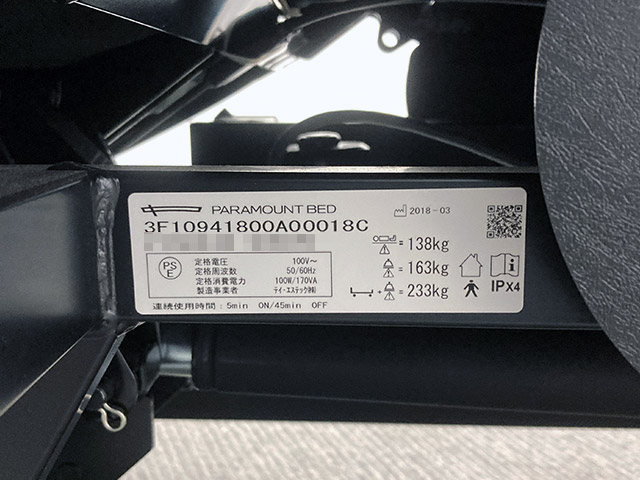 PARAMOUNT BED
2018-03
3F10941800A00018C
PSE
定格電圧 100V~
定格周波数 50/60Hz
定格消費電力 100W/170VA
製造事業者 ティ・エステック㈱
連続使用時間：5min ON/45min OFF
=138kg
=163kg
+ =233kg
IPX4